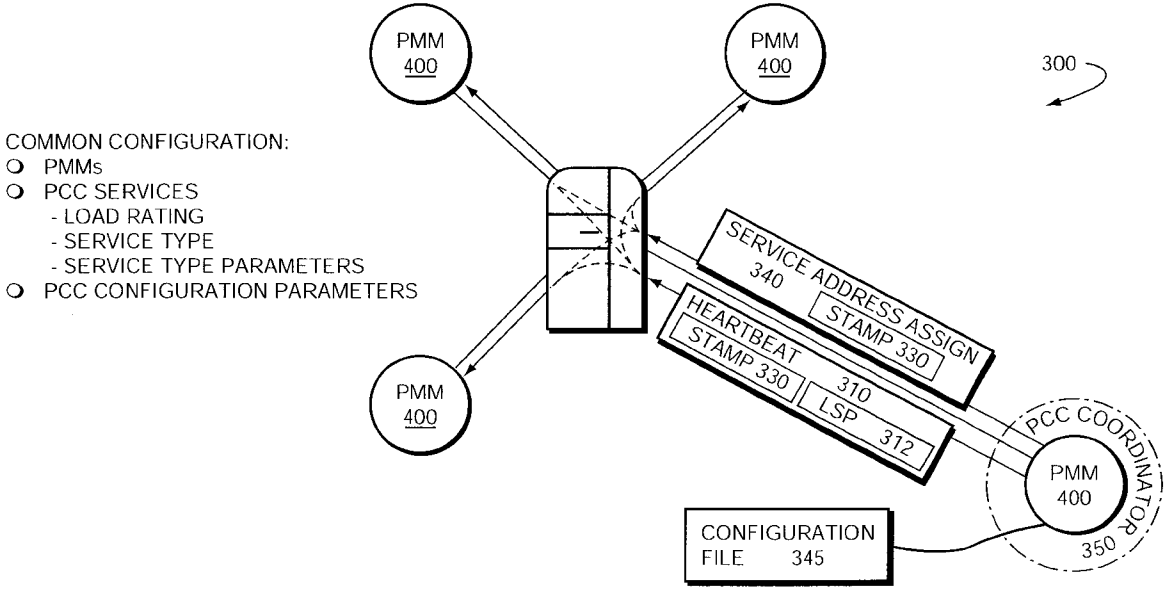 PMM
400
PMM
400
300
COMMON CONFIGURATION:
❍ PMMs
❍ PCC SERVICES
- LOAD RATING
- SERVICE TYPE
- SERVICE TYPE PARAMETERS
❍ PCC CONFIGURATION PARAMETERS
SERVICE ADDRESS ASSIGN
340
STAMP 330
HEARTBEAT 310
STAMP 330
LSP 312
PMM
400
PCC COORDINATOR 350
PMM
400
CONFIGURATION
FILE 345